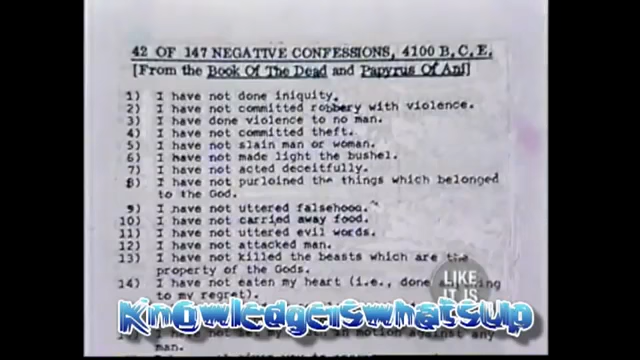 42 OF 147 NEGATIVE CONFESSIONS, 4100 B.C.E.
[From the Book Of The Dead and Papyrus Of Ani]
1) I have not done iniquity.
2) I have not committed robbery with violence.
3) I have done violence to no man.
4) I have not committed theft.
5) I have not slain man or woman.
6) I have not made light the bushel.
7) I have not acted deceitfully.
8) I have not purloined the things which belonged
to the God.
9) I have not uttered falsehood.
10) I have not carried away food.
11) I have not uttered evil words.
12) I have not attacked man.
13) I have not killed the beasts which are the
property of the Gods.
14) I have not eaten my heart (i.e., done
to my regret).
LIKE
IT IS
Knowledgeiswhatsup
in motion against any
man.